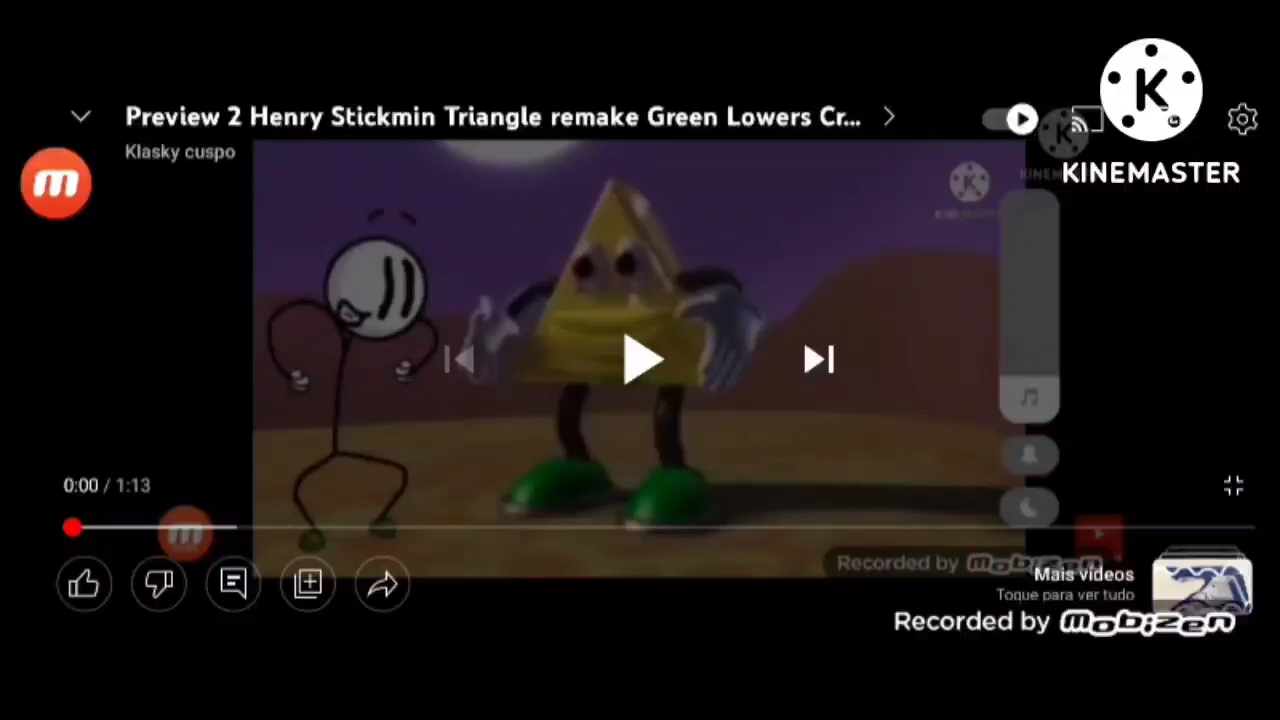 Preview 2 Henry Stickmin Triangle remake Green Lowers Cr...
Klasky cuspo
KINEMASTER
0:00 / 1:13
Recorded by mobizen
Mais vídeos
Toque para ver tudo
Recorded by mobizen